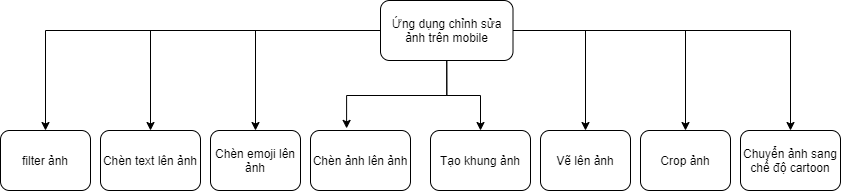 Ứng dụng chỉnh sửa
ảnh trên mobile
filter ảnh
Chèn text lên ảnh
Chèn emoji lên
ảnh
Chèn ảnh lên ảnh
Tạo khung ảnh
Vẽ lên ảnh
Crop ảnh
Chuyển ảnh sang
chế độ cartoon